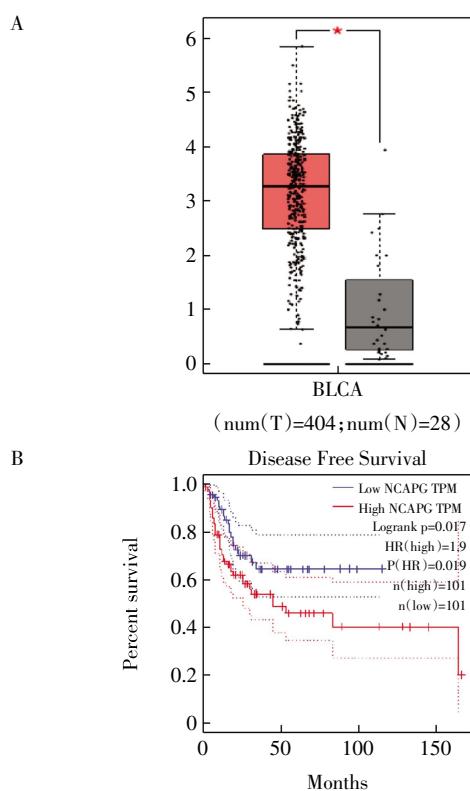 A
6
5
4
3
2
1
0
BLCA
(num(T)=404;num(N)=28)
B
Disease Free Survival
1.0
0.8
0.6
0.4
0.2
0
Low NCAPG TPM
High NCAPG TPM
Logrank p=0.017
HR(high)=1.9
P(HR)=0.019
n(high)=101
n(low)=101
Percent survival
0 50 100 150
Months